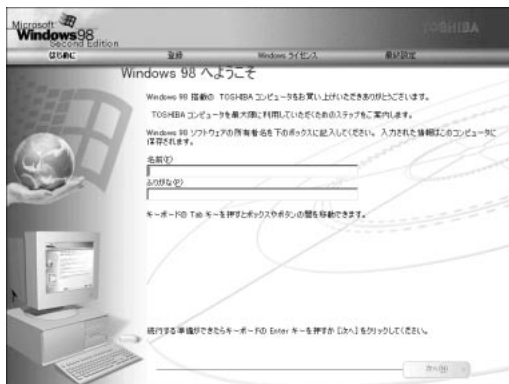 Microsoft
Windows98
Second Edition
TOSHIBA
はじめに
登録
Windows ライセンス
最終設定
Windows 98 へようこそ
Windows 98 搭載の TOSHIBA コンピュータをお買い上げいただきありがとうございます。
TOSHIBA コンピュータを最大限に利用していただくためのステップをご案内します。
Windows 98 ソフトウェアの所有者名を下のボックスに記入してください。 入力された情報はこのコンピュータに
保存されます。
名前(E)
ふりがな(P)
キーボードの Tab キーを押すとボックスやボタンの間を移動できます。
続行する準備ができたらキーボードの Enter キーを押すか [次へ] をクリックしてください。
次へ(N)